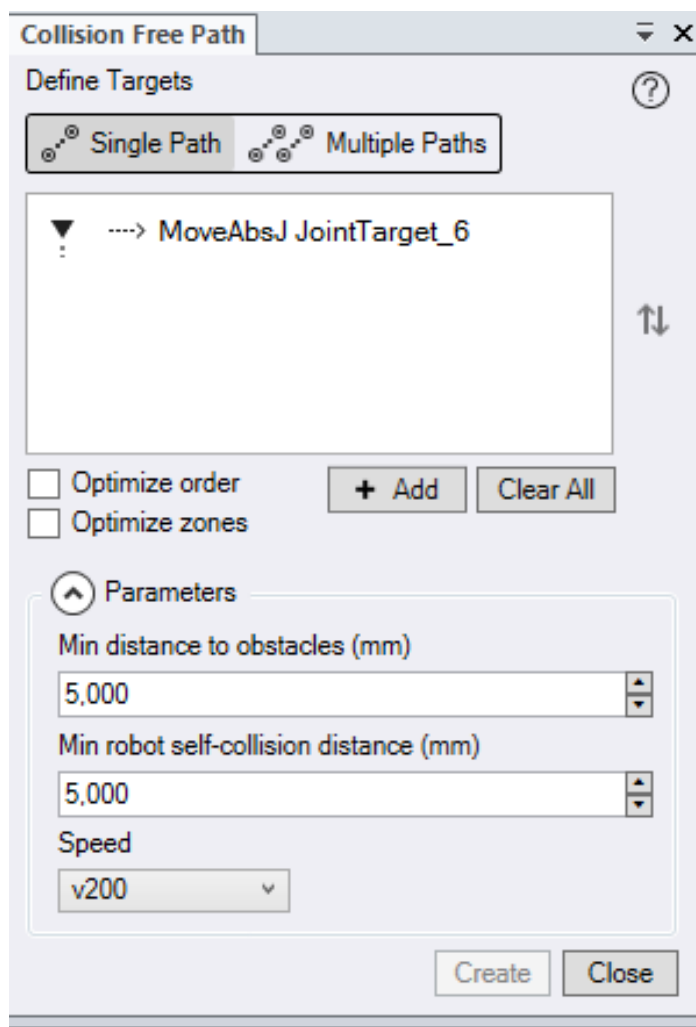 Collision Free Path
Define Targets
Single Path Multiple Paths
MoveAbsJ JointTarget_6
Optimize order
+ Add Clear All
Optimize zones
Parameters
Min distance to obstacles (mm)
5,000
Min robot self-collision distance (mm)
5,000
Speed
v200
Create Close